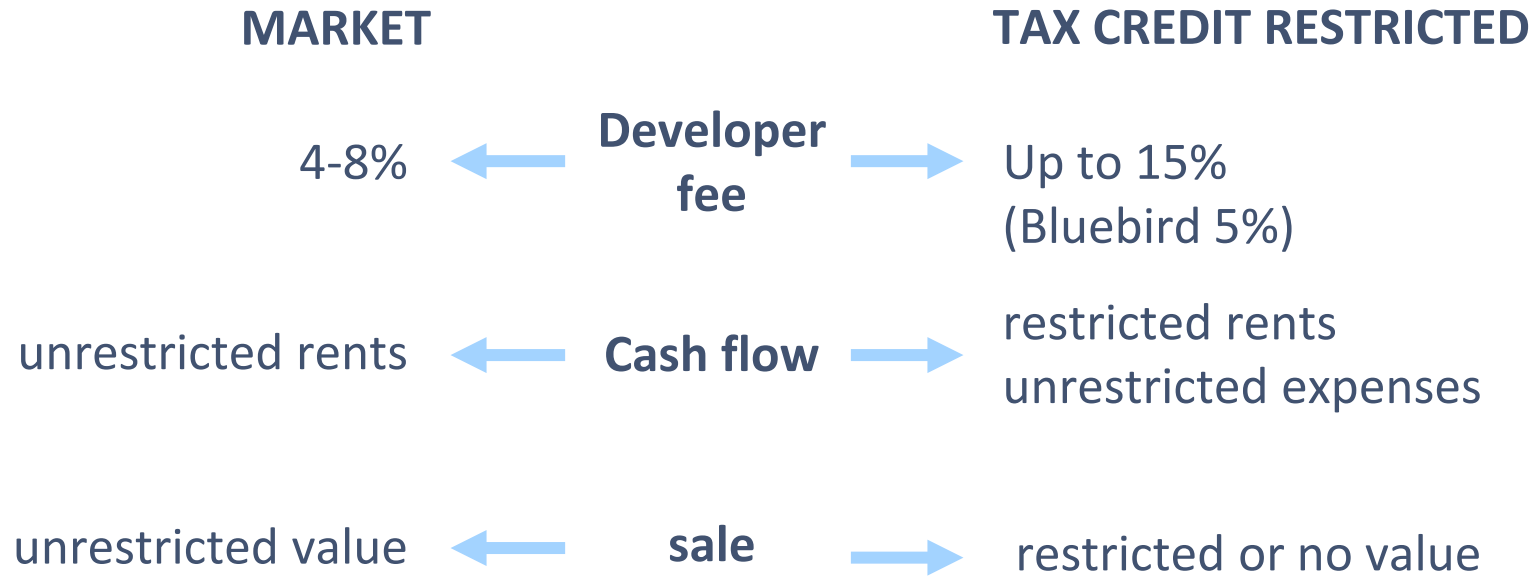 MARKET
TAX CREDIT RESTRICTED
4-8%
Developer
fee
Up to 15%
(Bluebird 5%)
unrestricted rents
Cash flow
restricted rents
unrestricted expenses
unrestricted value
sale
restricted or no value